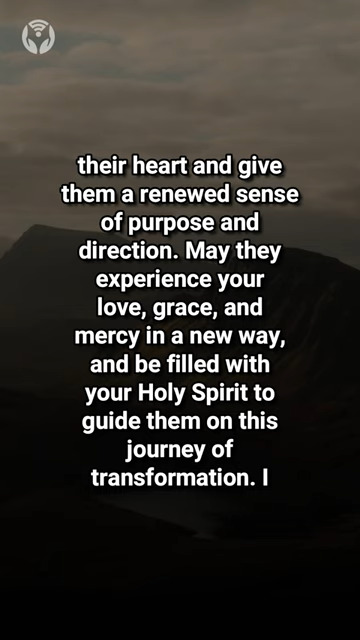 their heart and give
them a renewed sense
of purpose and
direction. May they
experience your
love, grace, and
mercy in a new way,
and be filled with
your Holy Spirit to
guide them on this
journey of
transformation. I